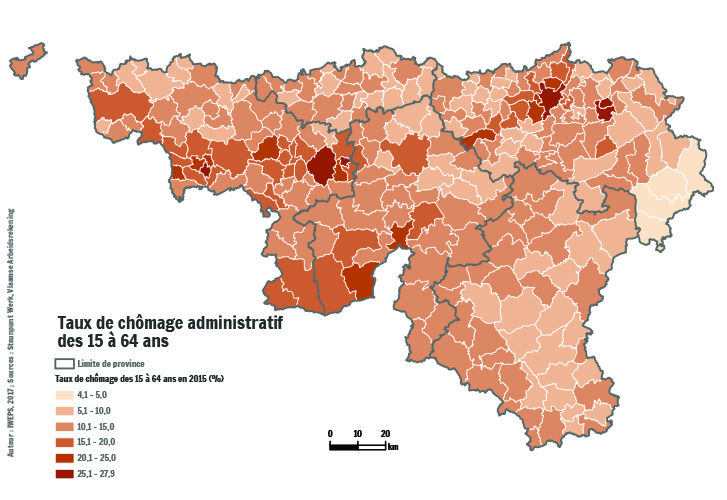 Taux de chômage administratif
des 15 à 64 ans
Limite de province
Taux de chômage des 15 à 64 ans en 2015 (%)
4,1 - 5,0
5,1 - 10,0
10,1 - 15,0
15,1 - 20,0
20,1 - 25,0
25,1 - 27,9
0 10 20
km
Auteur : IWEPS, 2017 ; Sources : Steunpunt Werk, Vlaamse Arbeidsrekening